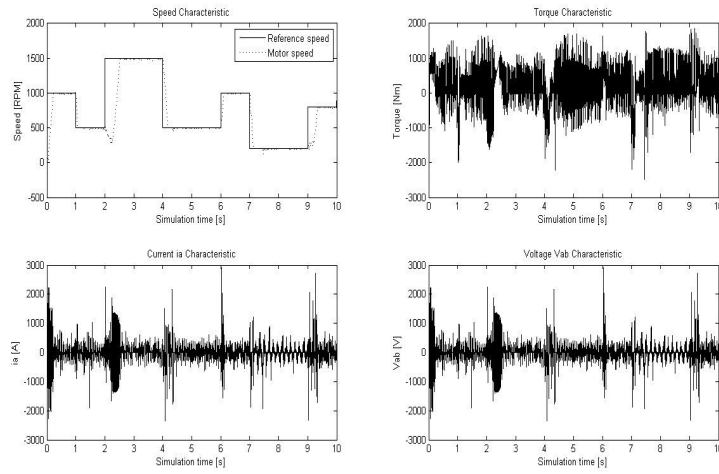 Speed Characteristic
2000
1500
1000
500
0
-500
Speed [RPM]
Reference speed
Motor speed
0 1 2 3 4 5 6 7 8 9 10
Simulation time [s]
Torque Characteristic
2000
1000
0
-1000
-2000
-3000
Torque [Nm]
0 1 2 3 4 5 6 7 8 9 10
Simulation time [s]
Current ia Characteristic
3000
2000
1000
0
-1000
-2000
-3000
ia [A]
0 1 2 3 4 5 6 7 8 9 10
Simulation time [s]
Voltage Vab Characteristic
3000
2000
1000
0
-1000
-2000
-3000
Vab [V]
0 1 2 3 4 5 6 7 8 9 10
Simulation time [s]